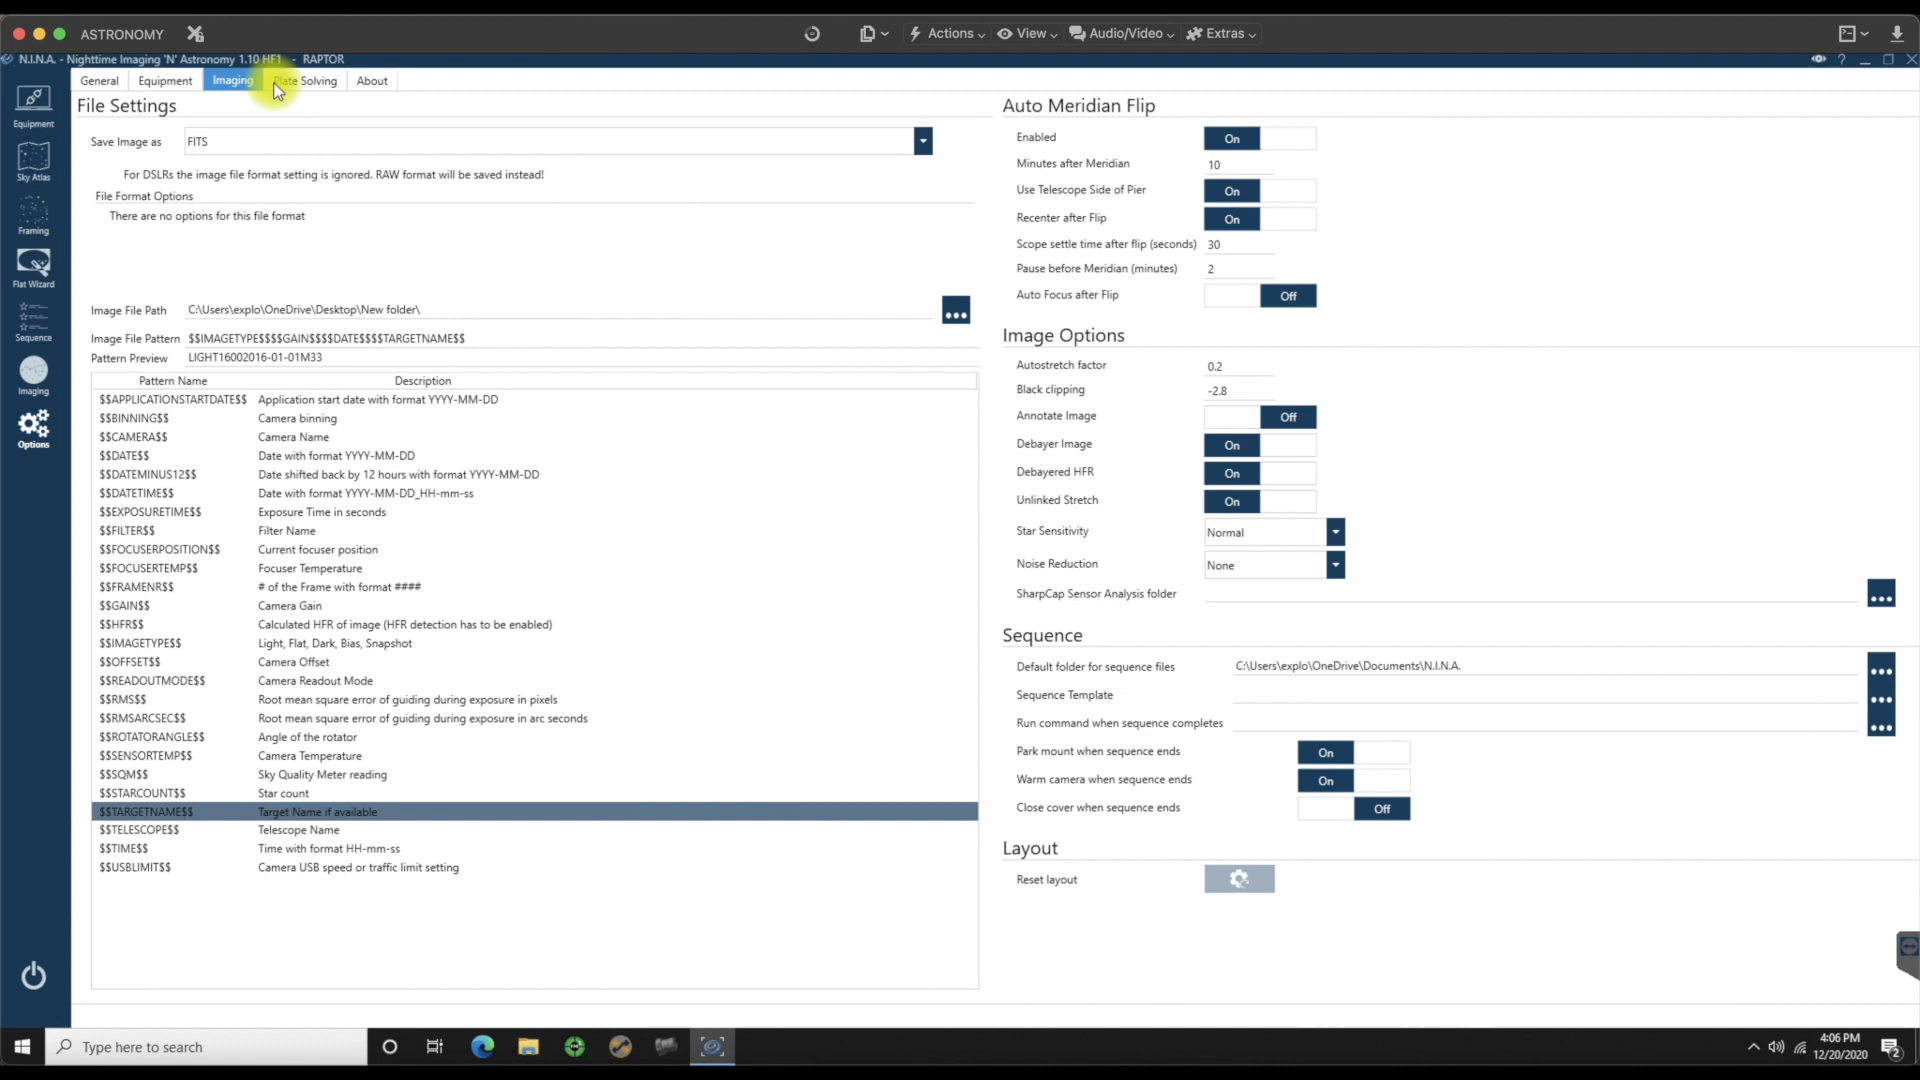 ASTRONOMY
Actions
View
Audio/Video
Extras
N.I.N.A. - Nighttime Imaging 'N' Astronomy 1.10 HF1 - RAPTOR
General
Equipment
Imaging
Plate Solving
About
Equipment
Sky Atlas
Framing
Flat Wizard
Sequence
Imaging
Options
File Settings
Save Image as
FITS
For DSLRs the image file format setting is ignored. RAW format will be saved instead!
File Format Options
There are no options for this file format
Image File Path C:\Users\explo\OneDrive\Desktop\New folder\
Image File Pattern $$IMAGETYPE$$$$GAIN$$$$DATE$$$$TARGETNAME$$
Pattern Preview LIGHT16002016-01-01M33
Pattern Name Description
$$APPLICATIONSTARTDATE$$ Application start date with format YYYY-MM-DD
$$BINNING$$ Camera binning
$$CAMERA$$ Camera Name
$$DATE$$ Date with format YYYY-MM-DD
$$DATEMINUS12$$ Date shifted back by 12 hours with format YYYY-MM-DD
$$DATETIME$$ Date with format YYYY-MM-DD_HH-mm-ss
$$EXPOSURETIME$$ Exposure Time in seconds
$$FILTER$$ Filter Name
$$FOCUSERPOSITION$$ Current focuser position
$$FOCUSERTEMP$$ Focuser Temperature
$$FRAMENR$$ # of the Frame with format ####
$$GAIN$$ Camera Gain
$$HFR$$ Calculated HFR of image (HFR detection has to be enabled)
$$IMAGETYPE$$ Light, Flat, Dark, Bias, Snapshot
$$OFFSET$$ Camera Offset
$$READOUTMODE$$ Camera Readout Mode
$$RMS$$ Root mean square error of guiding during exposure in pixels
$$RMSARCSEC$$ Root mean square error of guiding during exposure in arc seconds
$$ROTATORANGLE$$ Angle of the rotator
$$SENSORTEMP$$ Camera Temperature
$$SQM$$ Sky Quality Meter reading
$$STARCOUNT$$ Star count
$$TARGETNAME$$ Target Name if available
$$TELESCOPE$$ Telescope Name
$$TIME$$ Time with format HH-mm-ss
$$USBLIMIT$$ Camera USB speed or traffic limit setting
Auto Meridian Flip
Enabled On
Minutes after Meridian 10
Use Telescope Side of Pier On
Recenter after Flip On
Scope settle time after flip (seconds) 30
Pause before Meridian (minutes) 2
Auto Focus after Flip Off
Image Options
Autostretch factor 0.2
Black clipping -2.8
Annotate Image Off
Debayer Image On
Debayered HFR On
Unlinked Stretch On
Star Sensitivity Normal
Noise Reduction None
SharpCap Sensor Analysis folder
Sequence
Default folder for sequence files C:\Users\explo\OneDrive\Documents\N.I.N.A.
Sequence Template
Run command when sequence completes
Park mount when sequence ends On
Warm camera when sequence ends On
Close cover when sequence ends Off
Layout
Reset layout
Type here to search
4:06 PM
12/20/2020
2